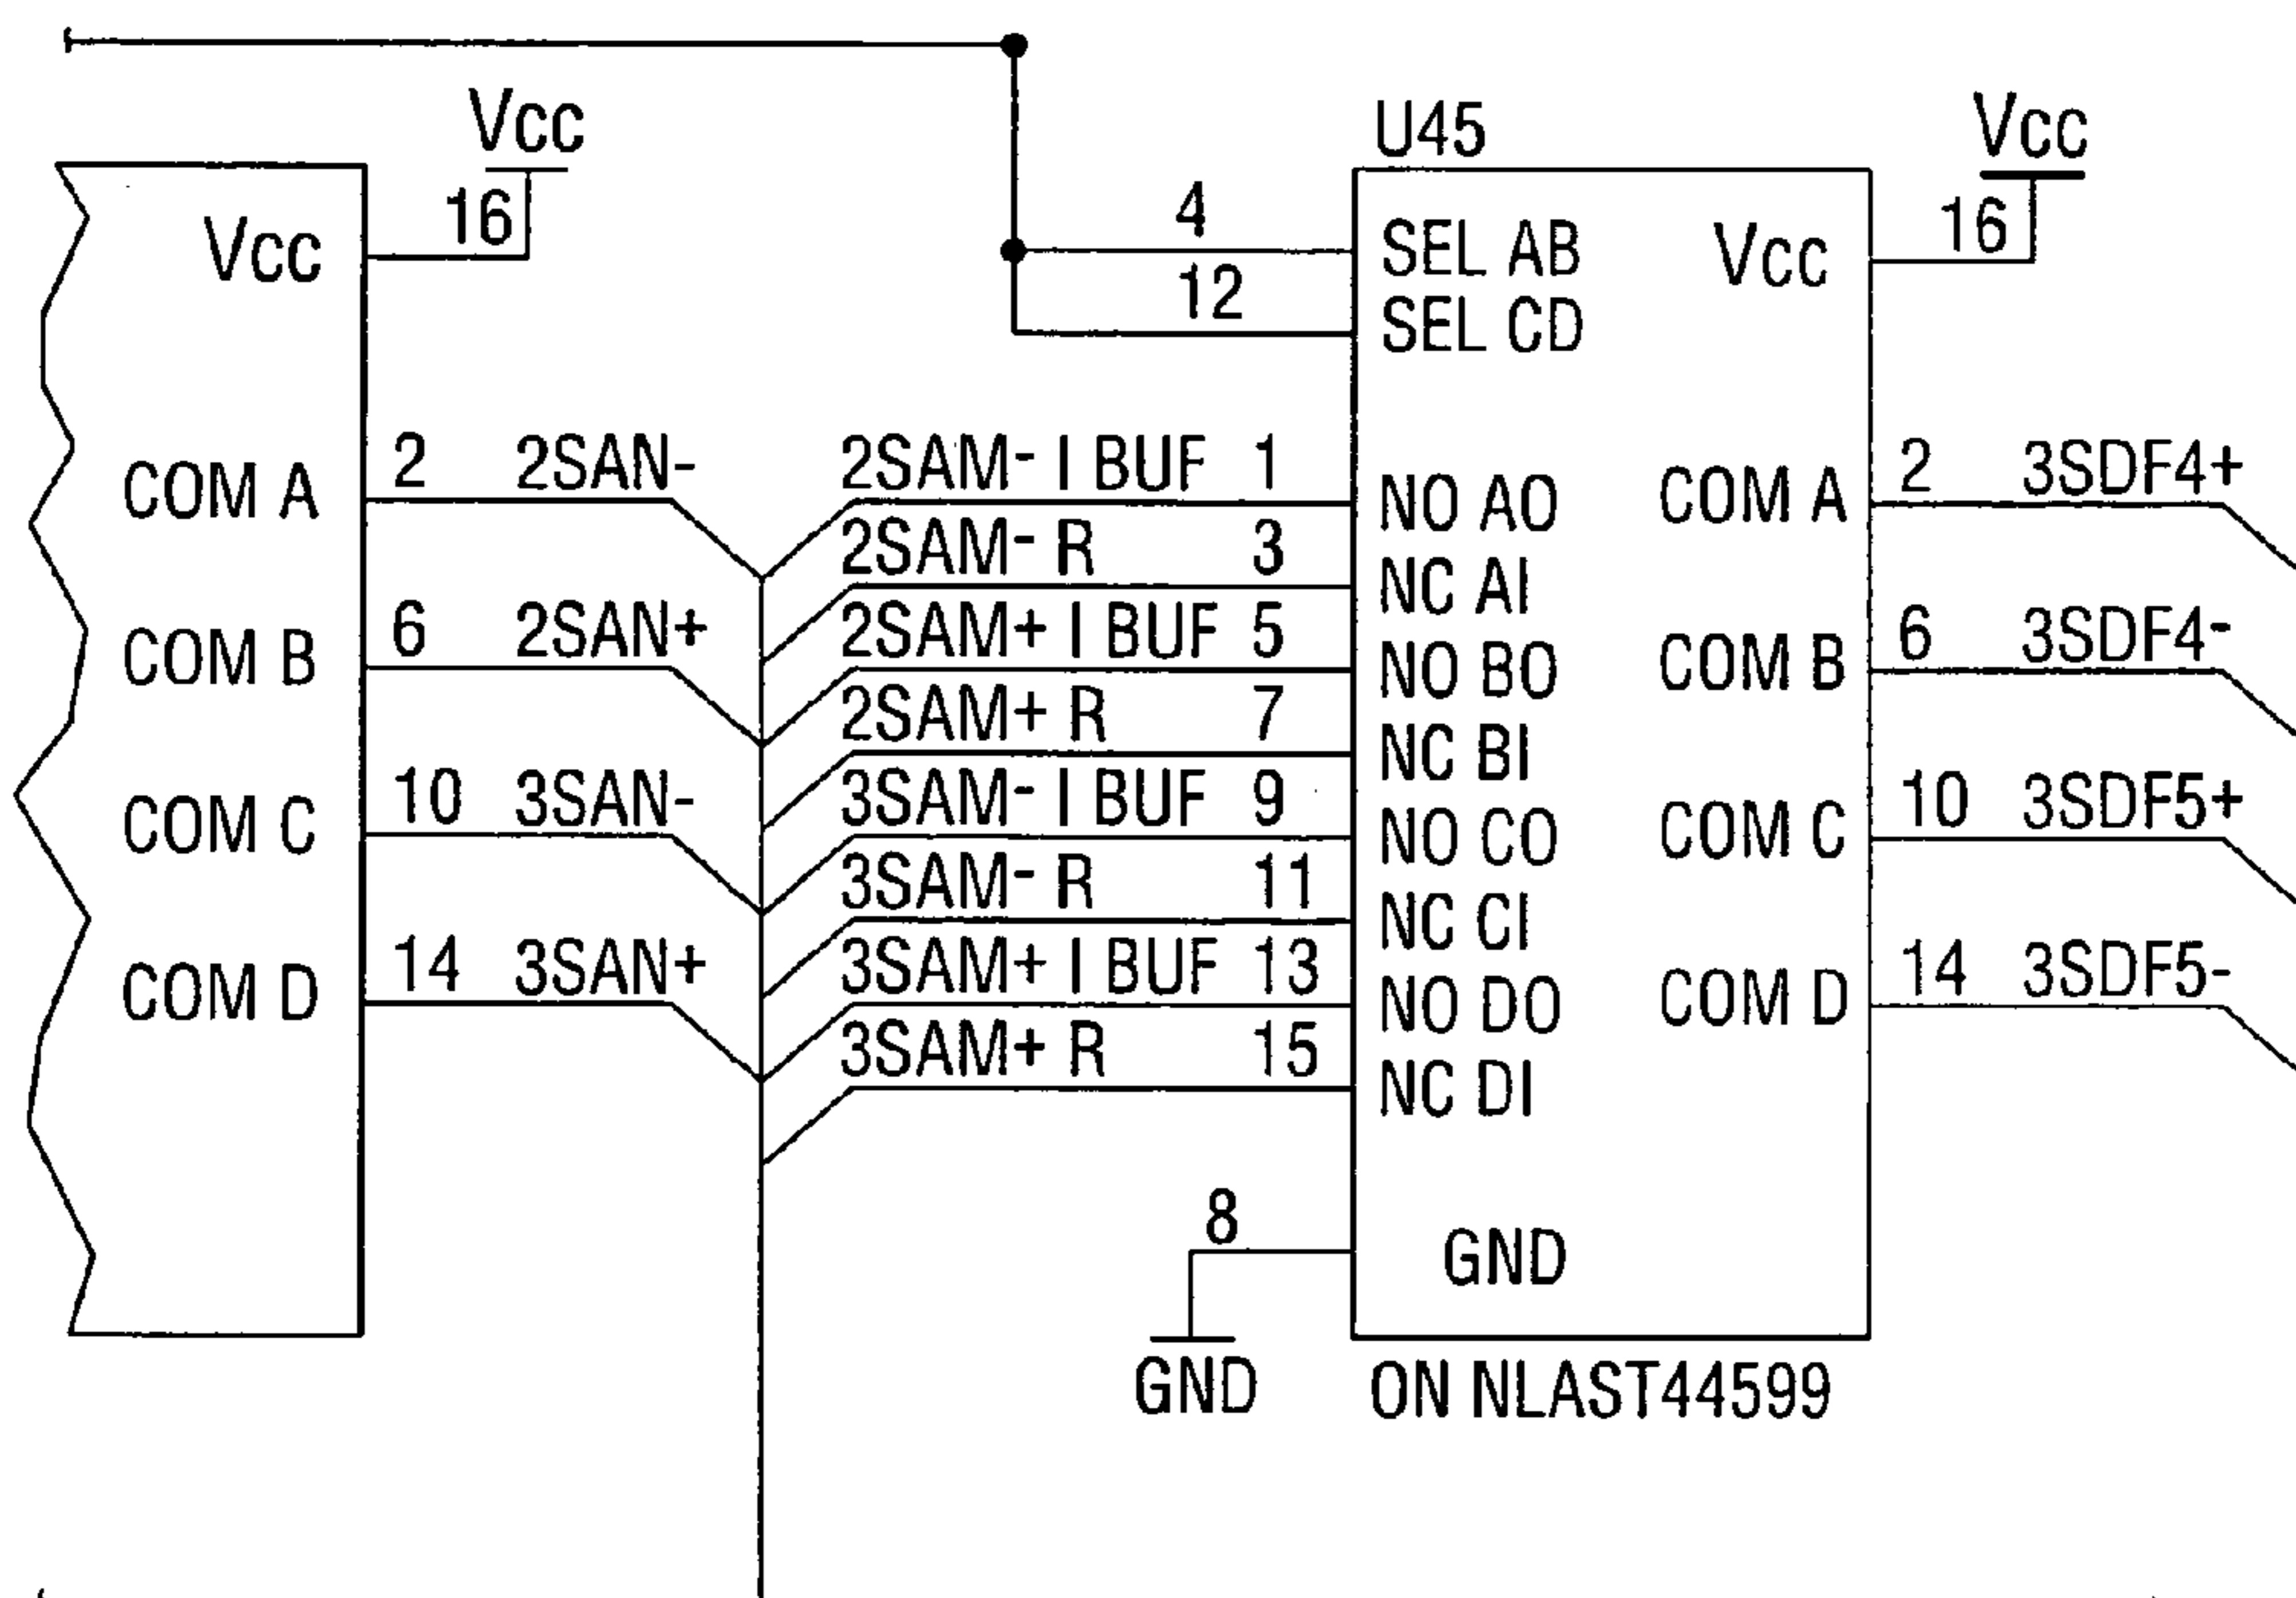 Vcc
Vcc
16
COM A
2
2SAN-
COM B
6
2SAN+
COM C
10
3SAN-
COM D
14
3SAN+
U45
4
SEL AB
12
SEL CD
2SAM- I BUF 1
NO AO
2SAM- R 3
NC AI
2SAM+ I BUF 5
NO BO
2SAM+ R 7
NC BI
3SAM- I BUF 9
NO CO
3SAM- R 11
NC CI
3SAM+ I BUF 13
NO DO
3SAM+ R 15
NC DI
8
GND
GND
Vcc
Vcc
16
COM A
2
3SDF4+
COM B
6
3SDF4-
COM C
10
3SDF5+
COM D
14
3SDF5-
ON NLAST44599